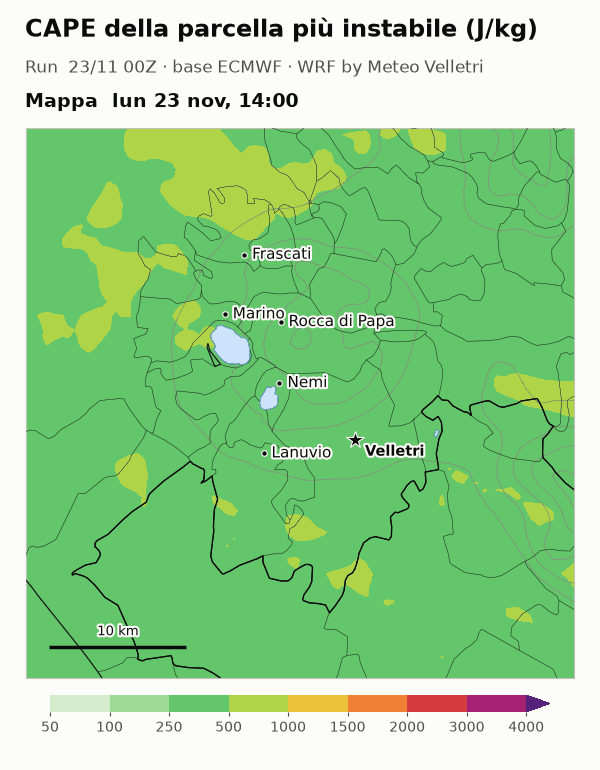 CAPE della parcella più instabile (J/kg)
Run  23/11 00Z · base ECMWF · WRF by Meteo Velletri
Mappa  lun 23 nov, 14:00
Frascati
Marino
Rocca di Papa
Nemi
Velletri
Lanuvio
10 km
50 100 250 500 1000 1500 2000 3000 4000